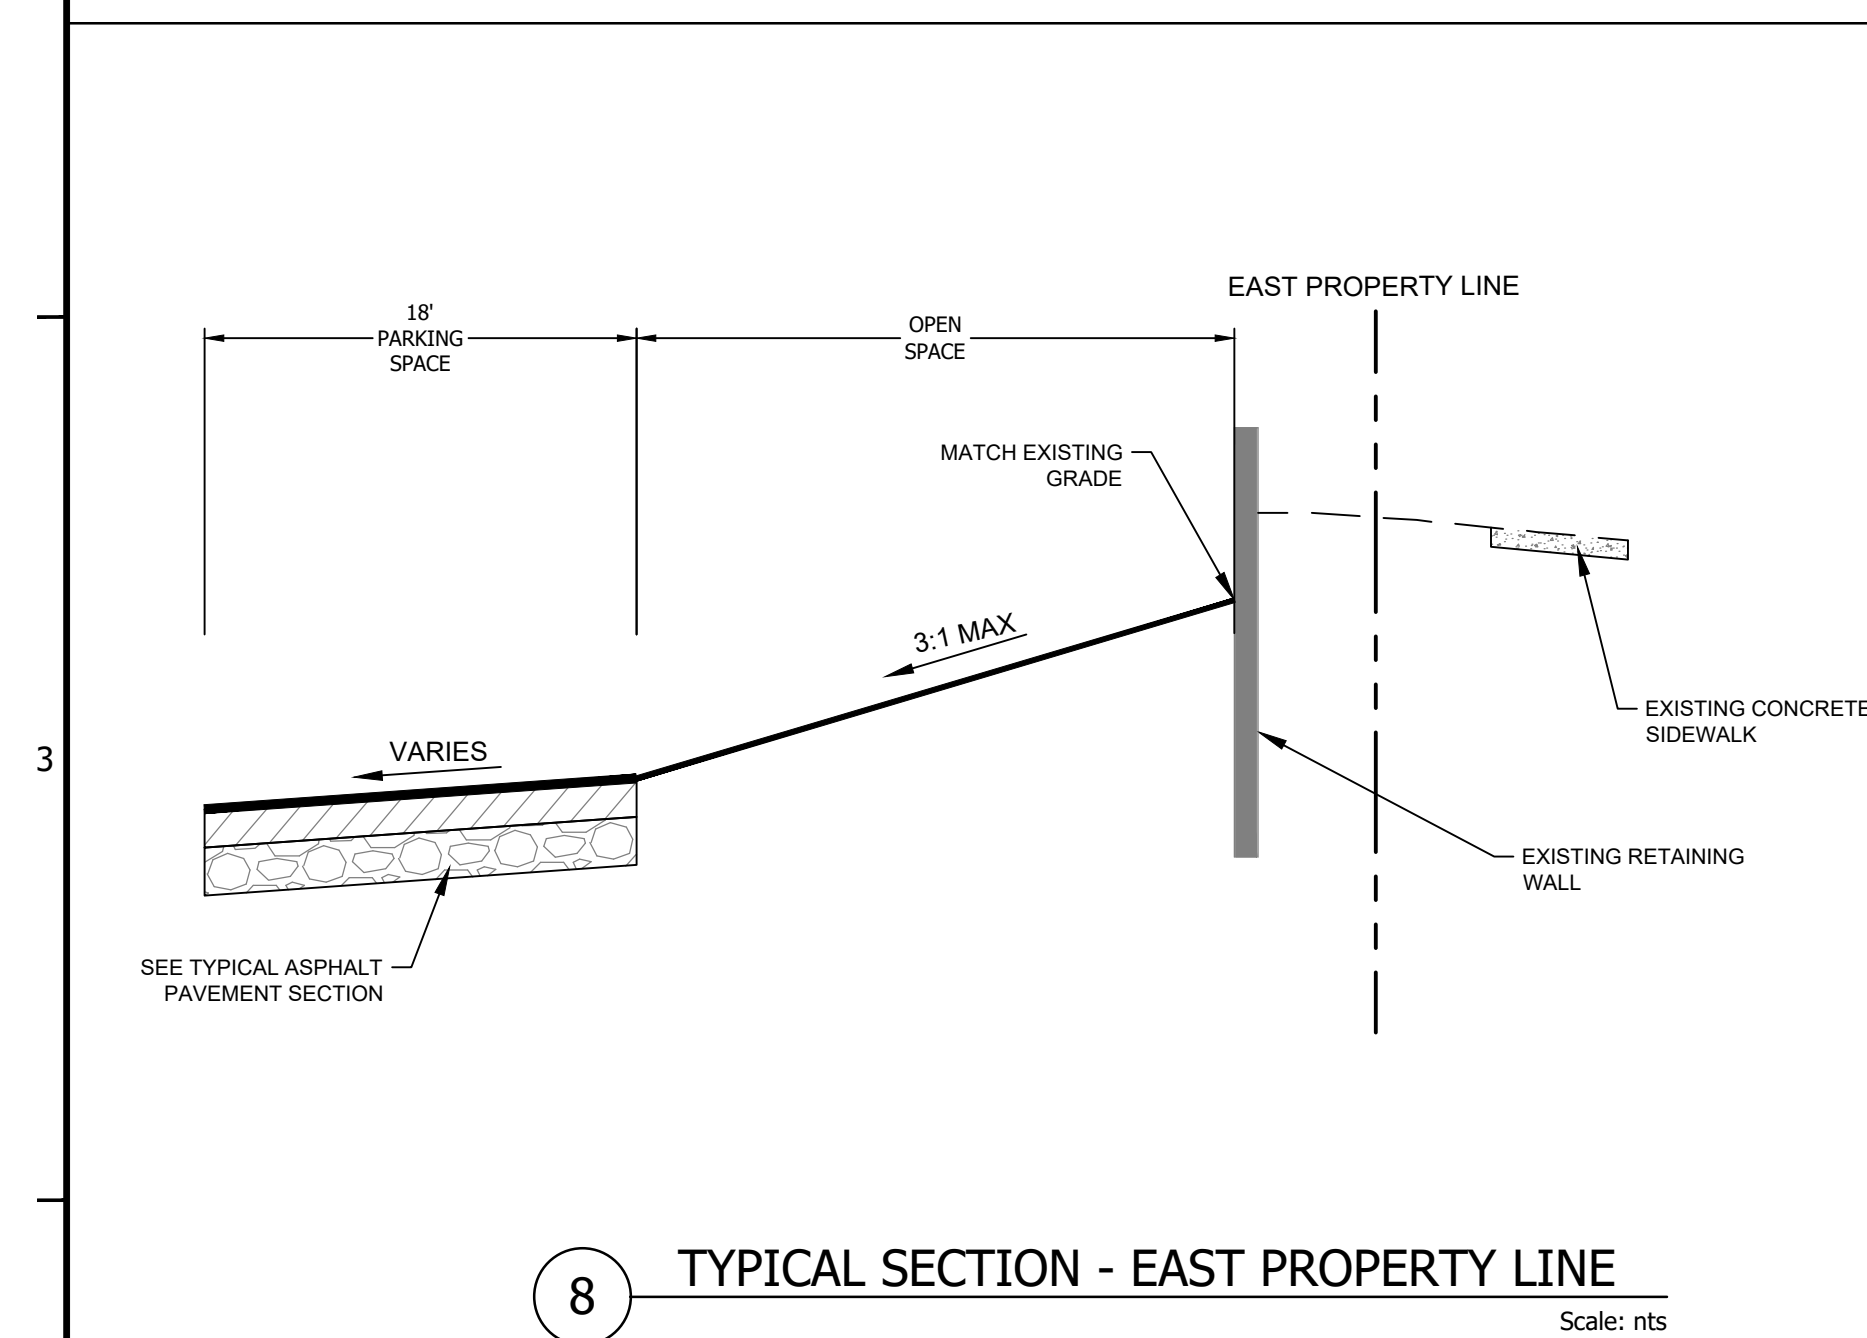 EAST PROPERTY LINE
18'
PARKING
SPACE
OPEN
SPACE
MATCH EXISTING
GRADE
3:1 MAX
EXISTING CONCRETE
SIDEWALK
3
VARIES
EXISTING RETAINING
WALL
SEE TYPICAL ASPHALT
PAVEMENT SECTION
8
TYPICAL SECTION - EAST PROPERTY LINE
Scale: nts